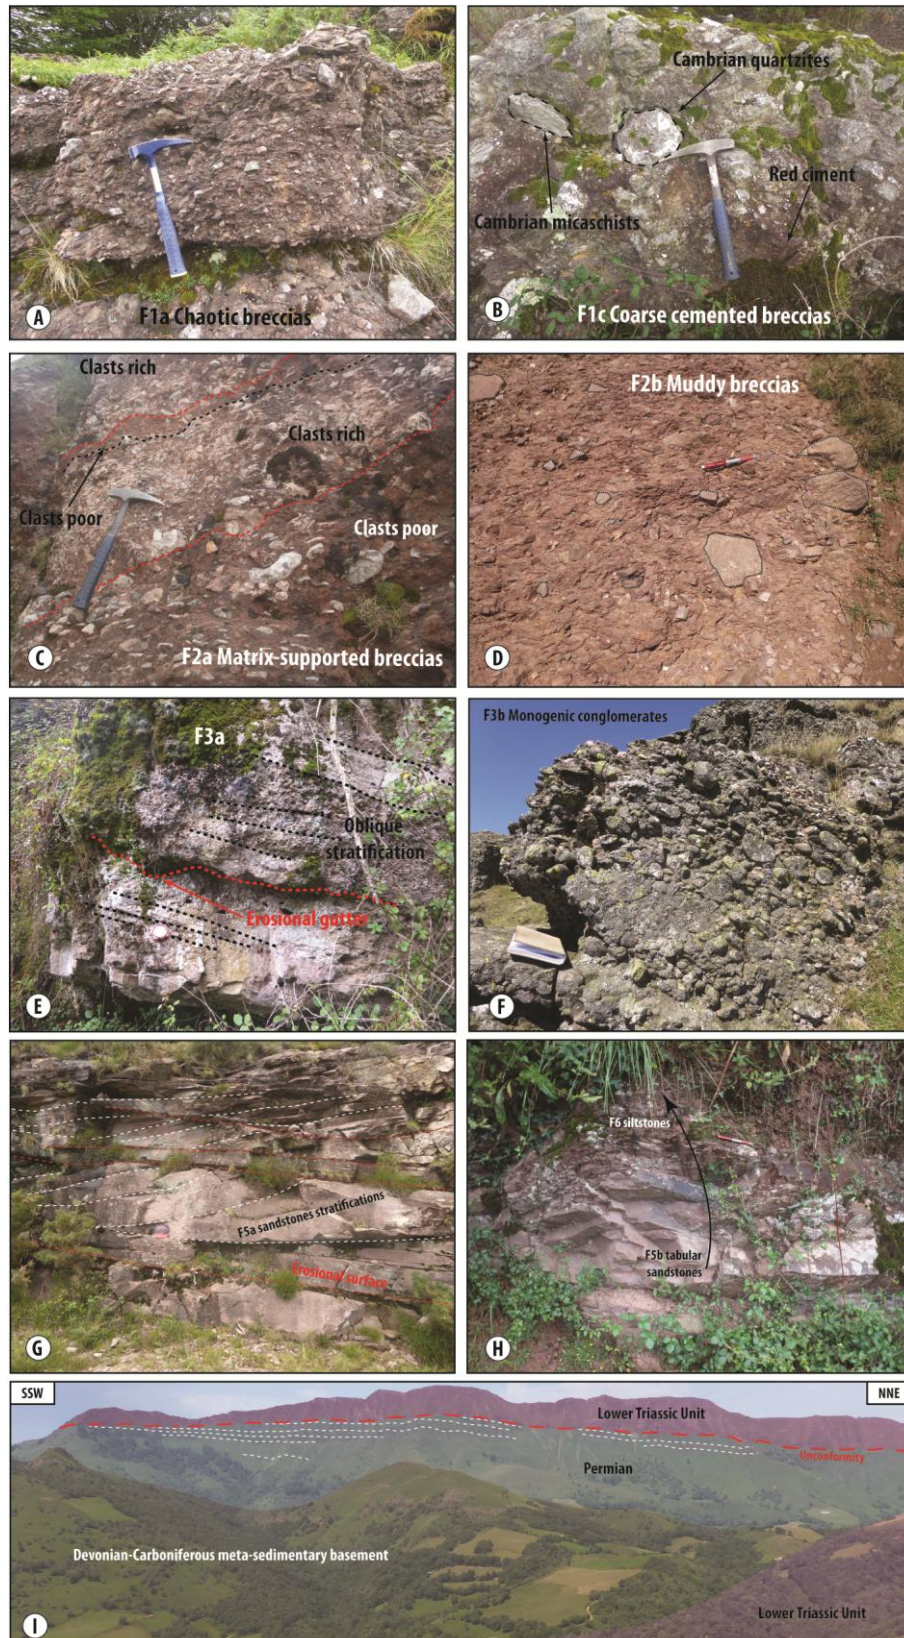 A
F1a Chaotic breccias
Cambrian quartzites
Red ciment
Cambrian micaschists
B
F1c Coarse cemented breccias
Clasts rich
Clasts rich
Clasts poor
Clasts poor
C
F2a Matrix-supported breccias
F2b Muddy breccias
D
F3a
Oblique
stratification
Erosional gutter
E
F3b Monogenic conglomerates
F
F5a sandstones stratifications
Erosional surface
G
F6 siltstones
F5b tabular
sandstones
H
SSW
NNE
Lower Triassic Unit
Unconformity
Permian
Devonian-Carboniferous meta-sedimentary basement
Lower Triassic Unit
I